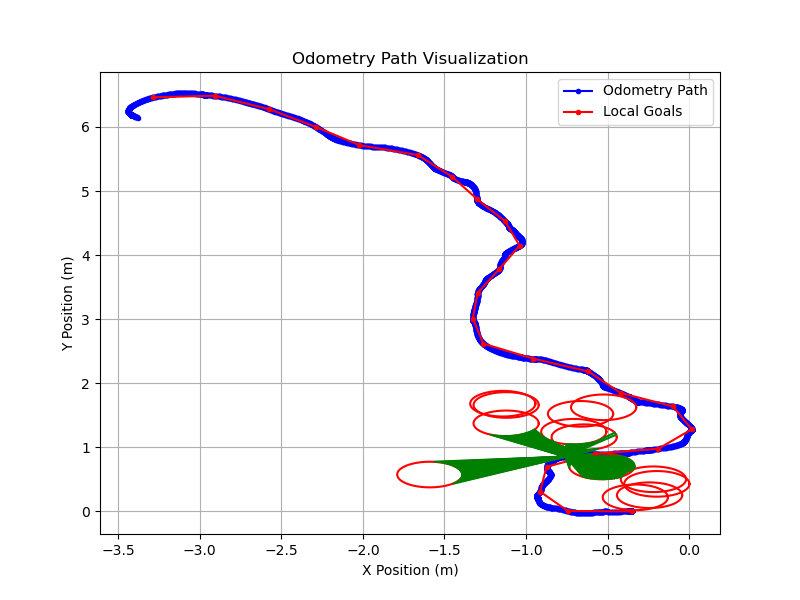 Odometry Path Visualization
Odometry Path
Local Goals
Y Position (m)
6
5
4
3
2
1
0
−3.5 −3.0 −2.5 −2.0 −1.5 −1.0 −0.5 0.0
X Position (m)